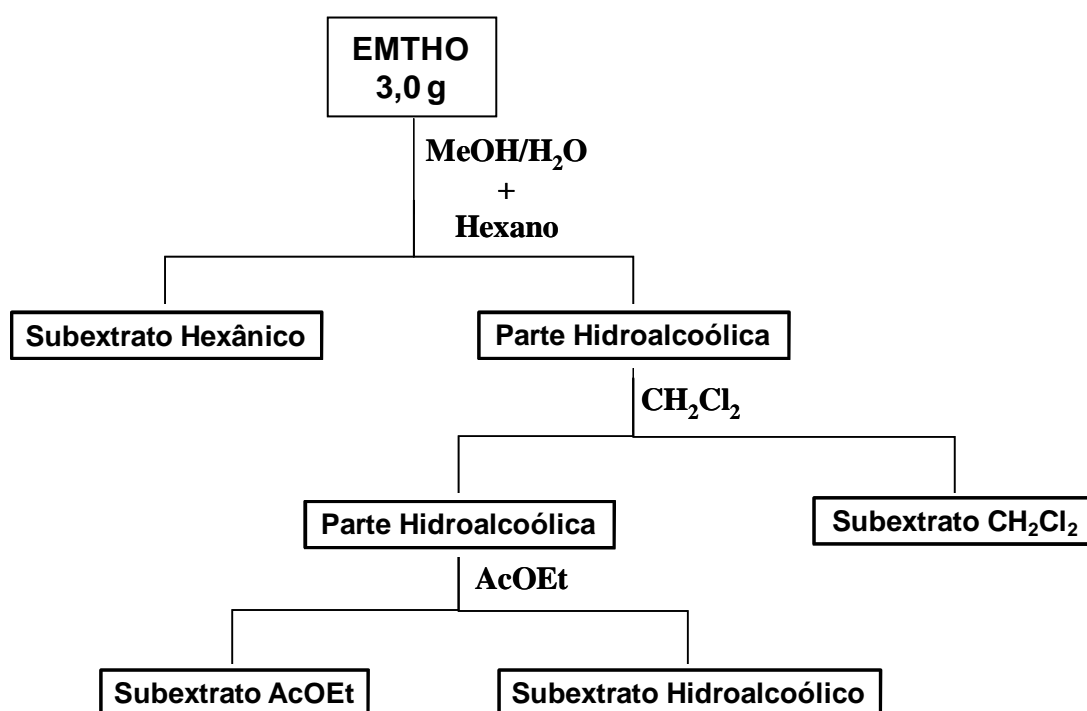 EMTHO
3,0 g
MeOH/H₂O
+
Hexano
Subextrato Hexânico
Parte Hidroalcoólica
CH₂Cl₂
Parte Hidroalcoólica
Subextrato CH₂Cl₂
AcOEt
Subextrato AcOEt
Subextrato Hidroalcoólico